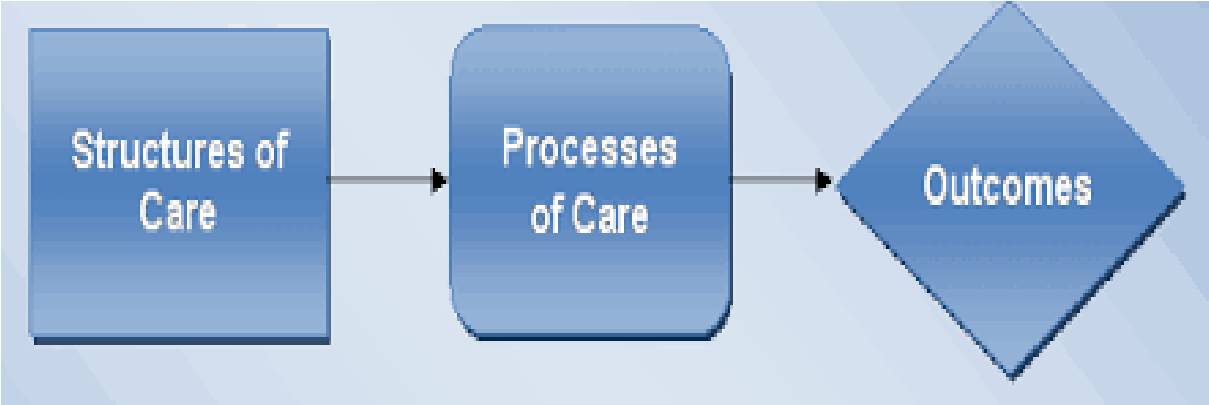 Structures of
Care
Processes
of Care
Outcomes